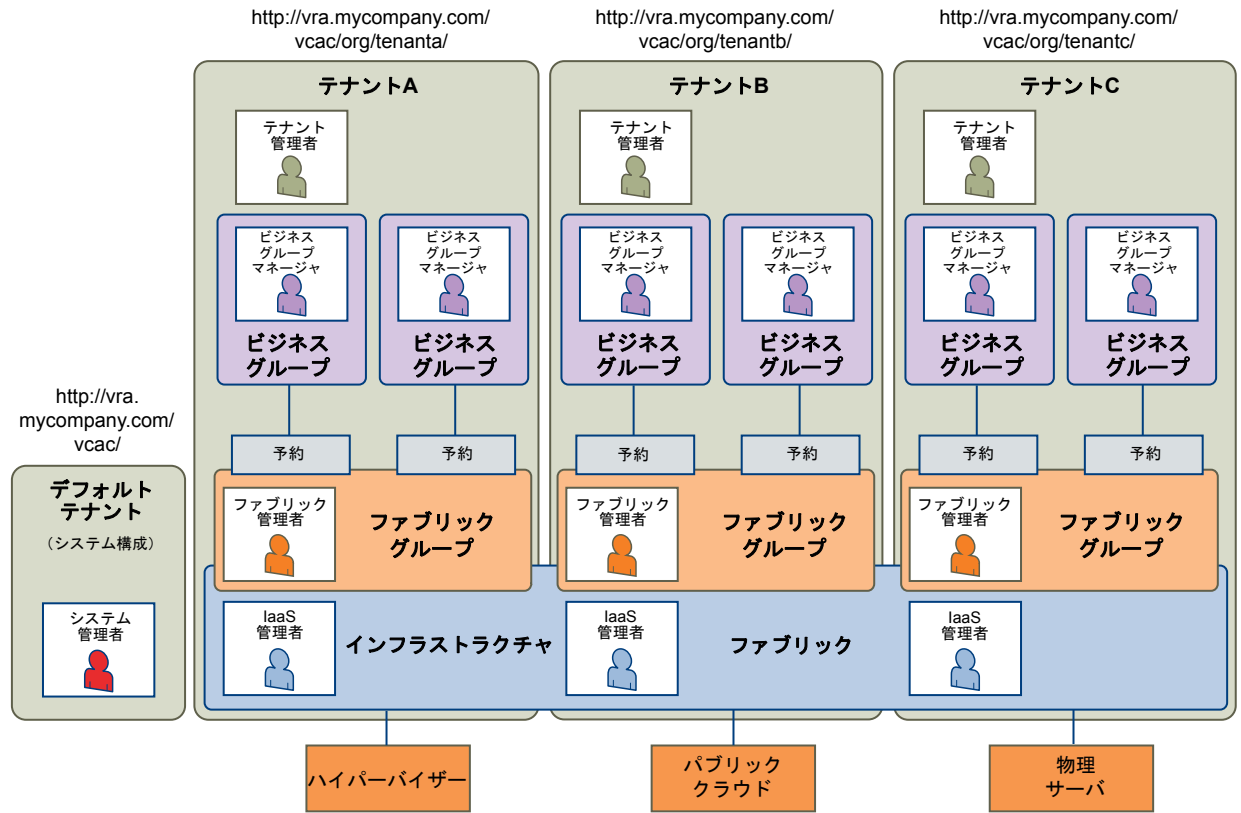 http://vra.mycompany.com/
vcac/org/tenanta/
http://vra.mycompany.com/
vcac/org/tenantb/
http://vra.mycompany.com/
vcac/org/tenantc/
テナントA
テナントB
テナントC
テナント
管理者
テナント
管理者
テナント
管理者
ビジネス
グループ
マネージャ
ビジネス
グループ
マネージャ
ビジネス
グループ
マネージャ
ビジネス
グループ
マネージャ
ビジネス
グループ
マネージャ
ビジネス
グループ
マネージャ
ビジネス
グループ
ビジネス
グループ
ビジネス
グループ
ビジネス
グループ
ビジネス
グループ
ビジネス
グループ
http://vra.
mycompany.com/
vcac/
予約
予約
予約
予約
予約
予約
デフォルト
テナント
（システム構成）
システム
管理者
ファブリック
管理者
ファブリック
グループ
ファブリック
管理者
ファブリック
グループ
ファブリック
管理者
ファブリック
グループ
IaaS
管理者
インフラストラクチャ
IaaS
管理者
ファブリック
IaaS
管理者
ハイパーバイザー
パブリック
クラウド
物理
サーバ